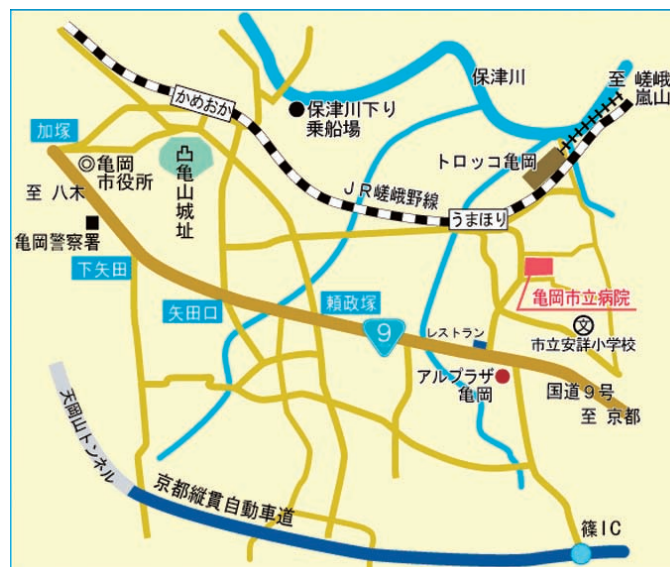 至 嵯峨
嵐山
保津川
かめおか
保津川下り
乗船場
加塚
トロッコ亀岡
亀岡
市役所
亀山城址
至 八木
JR嵯峨野線
うまほり
亀岡警察署
下矢田
亀岡市立病院
矢田口
頼政塚
9
レストラン
文
市立安詳小学校
アルプラザ
亀岡
国道9号
至 京都
天岡山トンネル
京都縦貫自動車道
篠IC